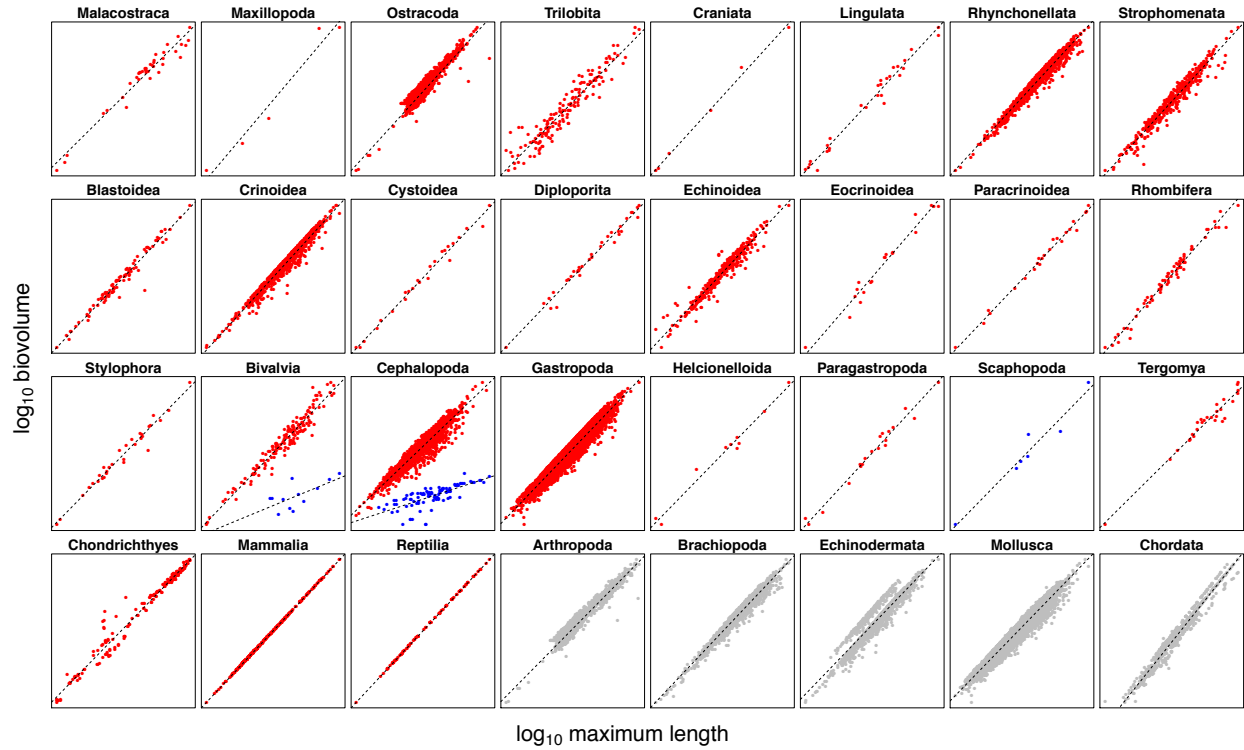 Malacostraca Maxillopoda Ostracoda Trilobita Craniata Lingulata Rhynchonellata Strophomenata
Blastoidea Crinoidea Cystoidea Diploporita Echinoidea Eocrinoidea Paracrinoidea Rhombifera
Stylophora Bivalvia Cephalopoda Gastropoda Helcionelloida Paragastropoda Scaphopoda Tergomya
Chondrichthyes Mammalia Reptilia Arthropoda Brachiopoda Echinodermata Mollusca Chordata
log₁₀ biovolume
log₁₀ maximum length